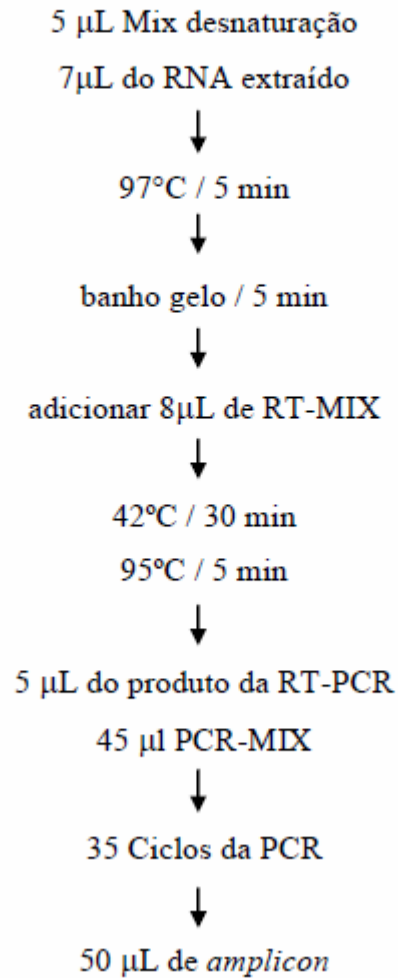 5 µL Mix desnaturação
7µL do RNA extraído
97°C / 5 min
banho gelo / 5 min
adicionar 8µL de RT-MIX
42ºC / 30 min
95ºC / 5 min
5 µL do produto da RT-PCR
45 µl PCR-MIX
35 Ciclos da PCR
50 µL de amplicon